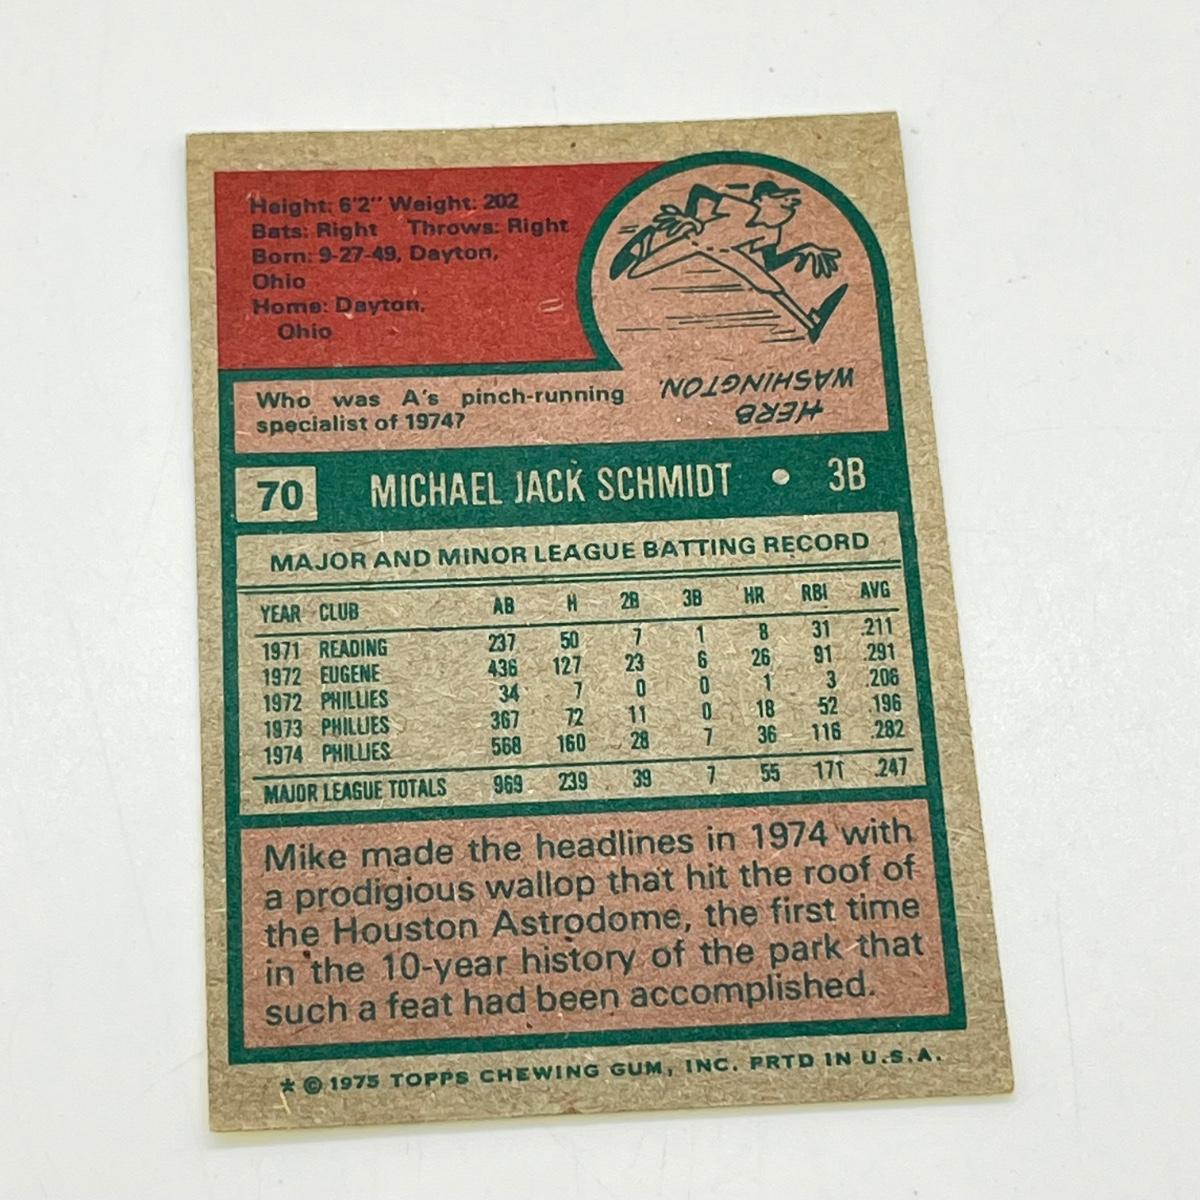 Height: 6'2" Weight: 202
Bats: Right Throws: Right
Born: 9-27-49, Dayton,
Ohio
Home: Dayton,
Ohio
Who was A's pinch-running
specialist of 1974?
HERB
WASHINGTON.
70 MICHAEL JACK SCHMIDT • 3B
MAJOR AND MINOR LEAGUE BATTING RECORD
YEAR CLUB AB H 2B 3B HR RBI AVG
1971 READING 237 50 7 1 8 31 .211
1972 EUGENE 436 127 23 6 26 91 .291
1972 PHILLIES 34 7 0 0 1 3 .206
1973 PHILLIES 367 72 11 0 18 52 .196
1974 PHILLIES 568 160 28 7 36 116 .282
MAJOR LEAGUE TOTALS 969 239 39 7 55 171 .247
Mike made the headlines in 1974 with
a prodigious wallop that hit the roof of
the Houston Astrodome, the first time
in the 10-year history of the park that
such a feat had been accomplished.
* © 1975 TOPPS CHEWING GUM, INC. PRTD IN U.S.A.